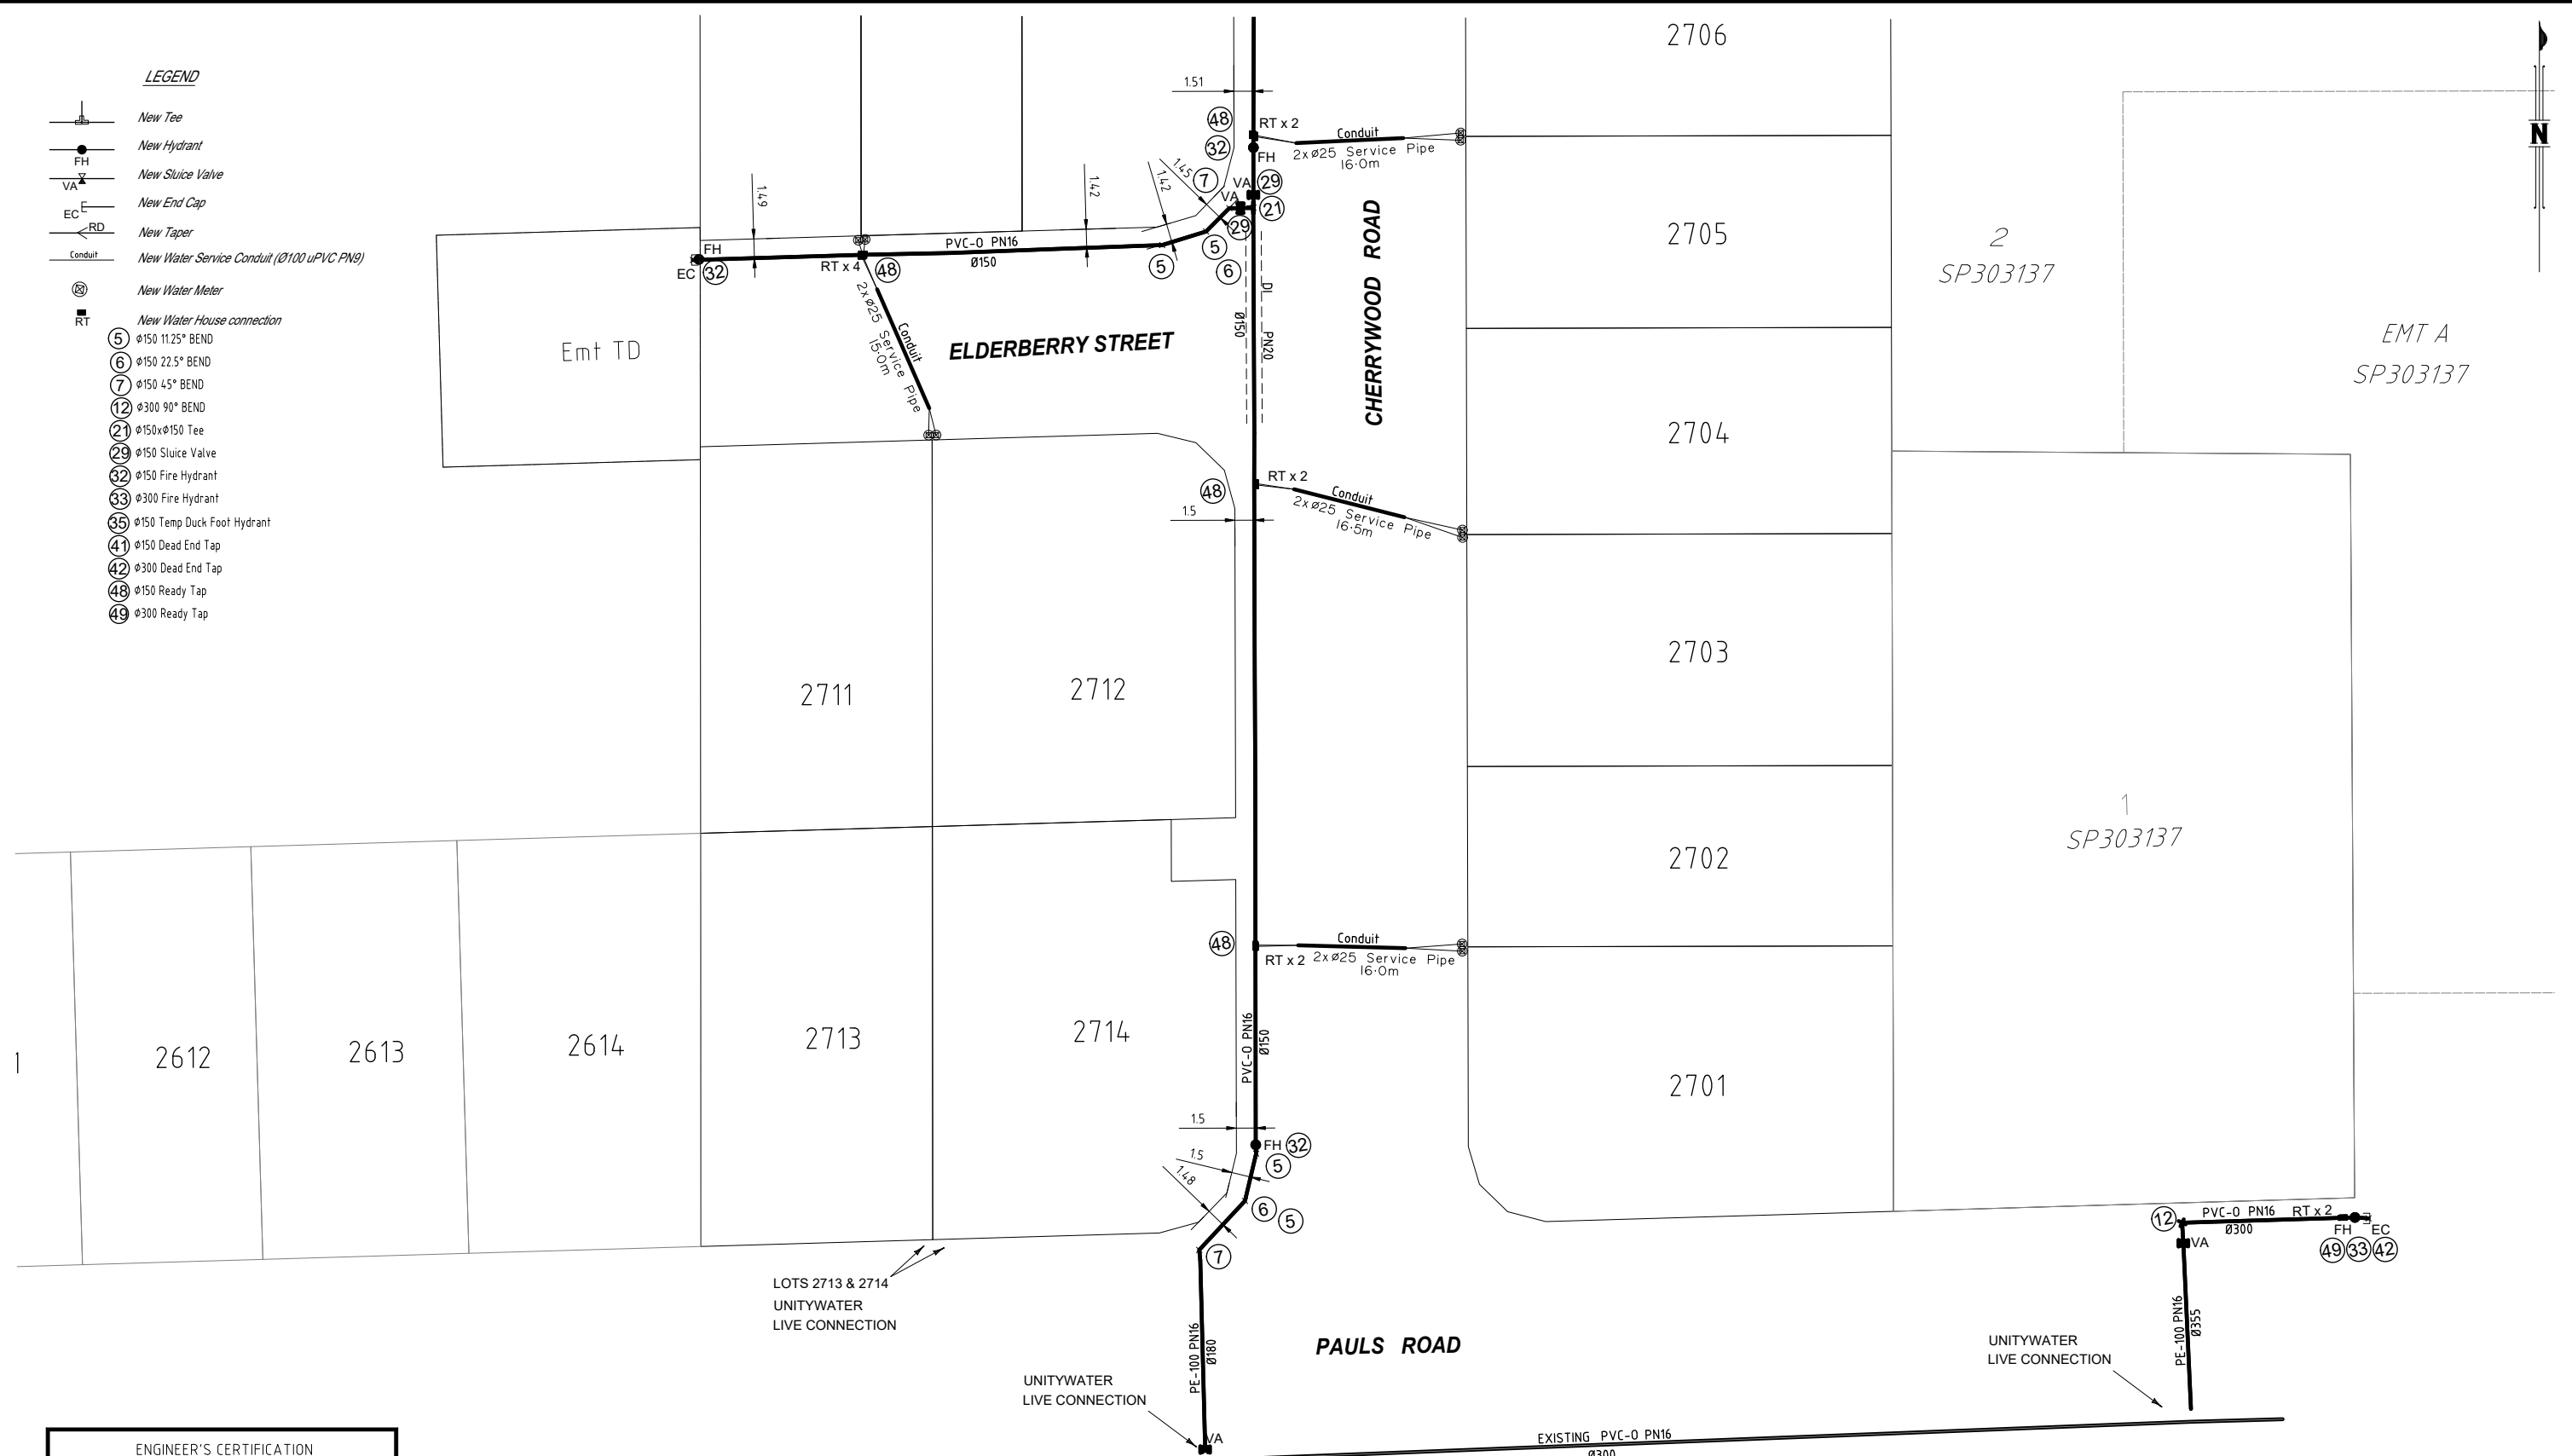 LEGEND
New Tee
FH
New Hydrant
VA
New Sluice Valve
EC
New End Cap
RD
New Taper
Conduit
New Water Service Conduit (Ø100 uPVC PN9)
New Water Meter
RT
New Water House connection
5 ø150 11.25° BEND
6 ø150 22.5° BEND
7 ø150 45° BEND
12 ø300 90° BEND
21 ø150xø150 Tee
29 ø150 Sluice Valve
32 ø150 Fire Hydrant
33 ø300 Fire Hydrant
35 ø150 Temp Duck Foot Hydrant
41 ø150 Dead End Tap
42 ø300 Dead End Tap
48 ø150 Ready Tap
49 ø300 Ready Tap
1.51
48
RT x 2
32
FH
Conduit
2xø25 Service Pipe
16·0m
1.49
1.42
1.42
1.45
7
VA
29
VA
21
29
FH
EC
32
RT x 4
48
PVC-O PN16
Ø150
5
5
6
2xø25 Service Pipe
15·0m
Conduit
Emt TD
ELDERBERRY STREET
Ø150
DI
PN20
CHERRYWOOD ROAD
2706
2705
2704
2703
2702
2701
2
SP303137
EMT A
SP303137
N
48
RT x 2
1.5
Conduit
2xø25 Service Pipe
16·5m
2711
2712
1
SP303137
48
RT x 2
Conduit
2xø25 Service Pipe
16·0m
1
2612
2613
2614
2713
2714
PVC-O PN16
Ø150
1.5
FH
32
1.5
5
1.48
6
5
7
LOTS 2713 & 2714
UNITYWATER
LIVE CONNECTION
PE-100 PN16
Ø180
PAULS ROAD
UNITYWATER
LIVE CONNECTION
VA
12
VA
PVC-O PN16
Ø300
RT x 2
FH
EC
49 33 42
PE-100 PN16
Ø355
UNITYWATER
LIVE CONNECTION
EXISTING PVC-O PN16
Ø300
ENGINEER'S CERTIFICATION